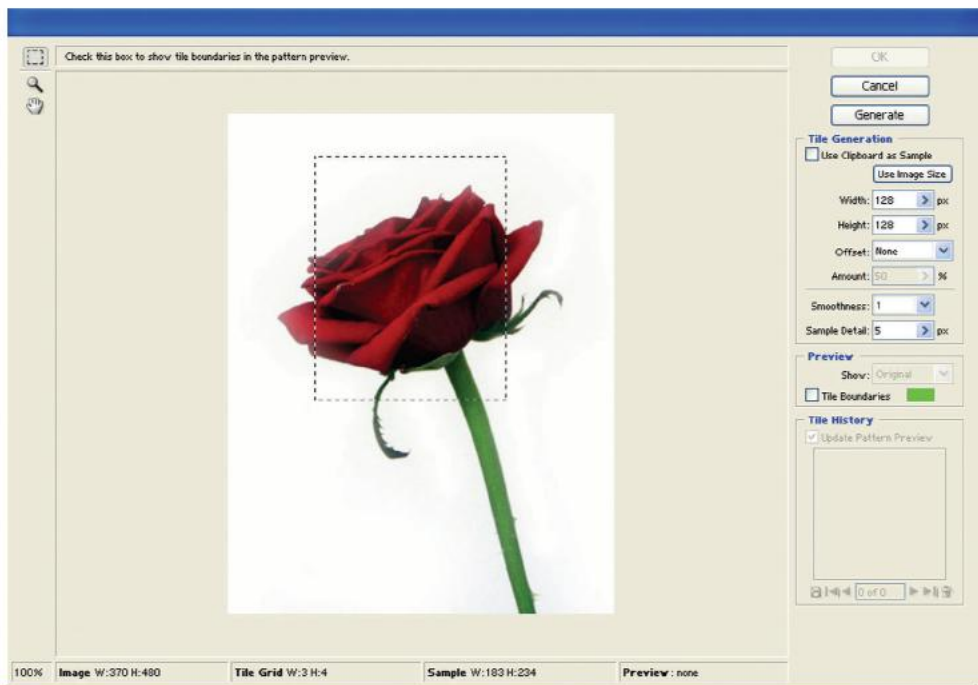 Check this box to show tile boundaries in the pattern preview.
OK
Cancel
Generate
Tile Generation
Use Clipboard as Sample
Use Image Size
Width: 128 px
Height: 128 px
Offset: None
Amount: 50 %
Smoothness: 1
Sample Detail: 5 px
Preview
Show: Original
Tile Boundaries
Tile History
Update Pattern Preview
0 of 0
100% Image W:370 H:480 Tile Grid W:3 H:4 Sample W:183 H:234 Preview : none